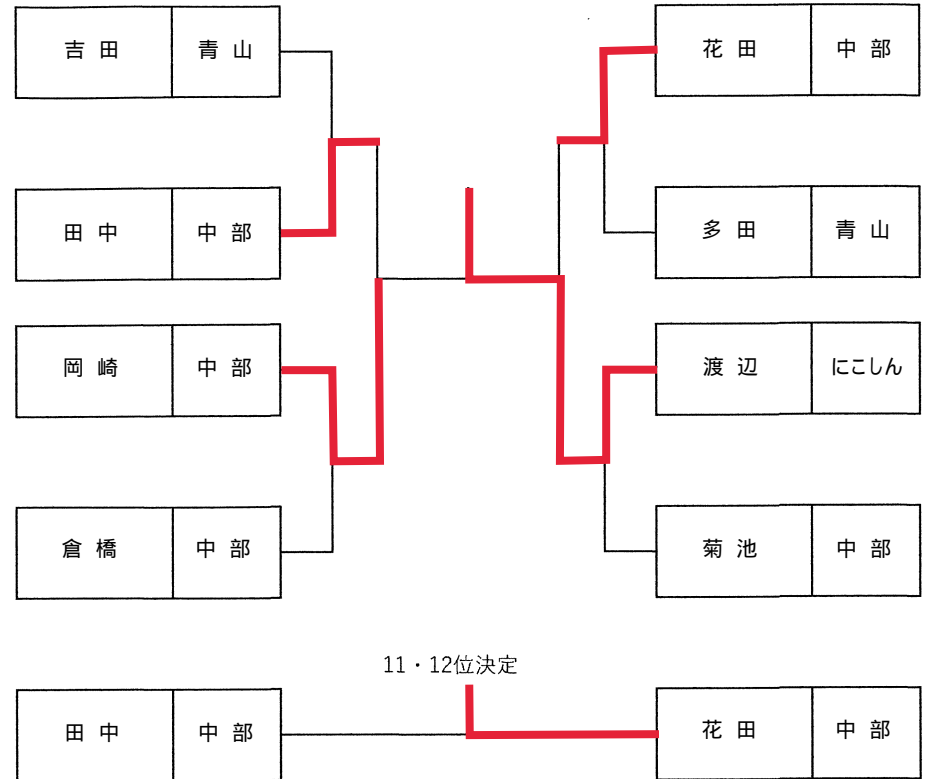 吉田 青山
花田 中部
田中 中部
多田 青山
岡崎 中部
渡辺 にこしん
倉橋 中部
菊池 中部
11・12位決定
田中 中部
花田 中部